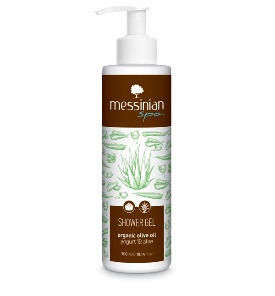 messinian
spa
SHOWER GEL
organic olive oil
yogurt & aloe